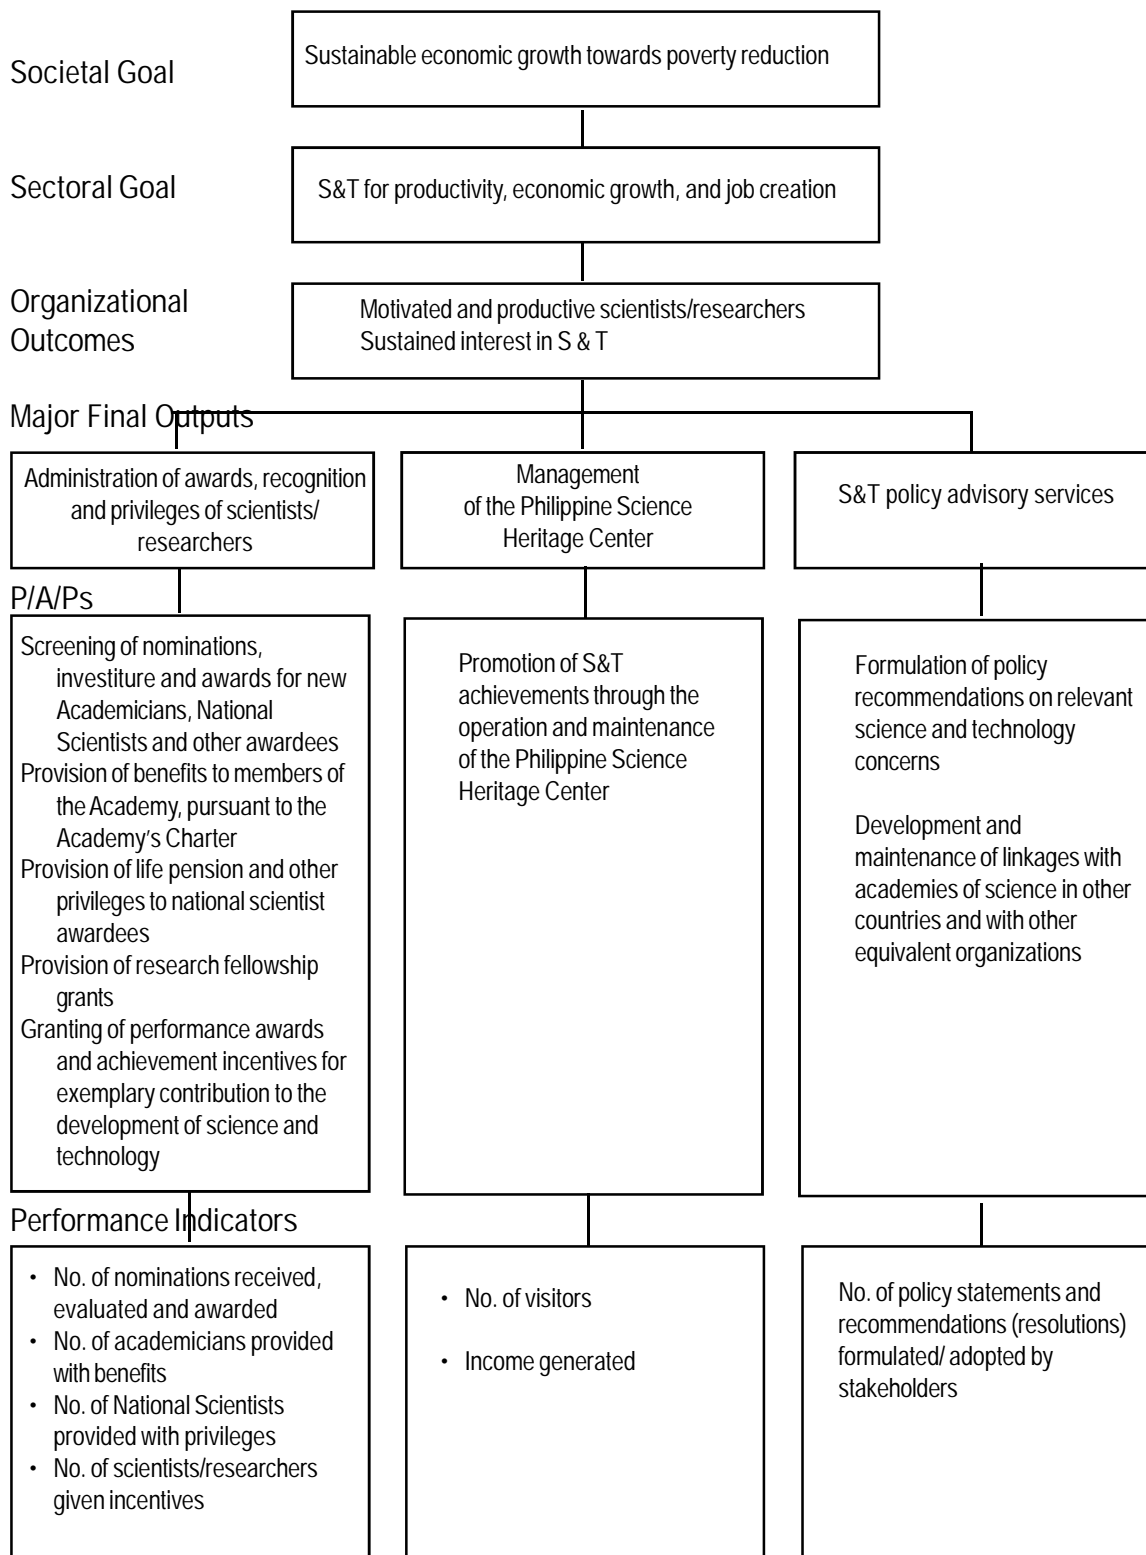 Societal Goal
Sustainable economic growth towards poverty reduction
Sectoral Goal
S&T for productivity, economic growth, and job creation
Organizational
Outcomes
Motivated and productive scientists/researchers
Sustained interest in S & T
Major Final Outputs
Administration of awards, recognition
and privileges of scientists/
researchers
Management
of the Philippine Science
Heritage Center
S&T policy advisory services
P/A/Ps
Screening of nominations,
investiture and awards for new
Academicians, National
Scientists and other awardees
Provision of benefits to members of
the Academy, pursuant to the
Academy's Charter
Provision of life pension and other
privileges to national scientist
awardees
Provision of research fellowship
grants
Granting of performance awards
and achievement incentives for
exemplary contribution to the
development of science and
technology
Promotion of S&T
achievements through the
operation and maintenance
of the Philippine Science
Heritage Center
Formulation of policy
recommendations on relevant
science and technology
concerns
Development and
maintenance of linkages with
academies of science in other
countries and with other
equivalent organizations
Performance Indicators
• No. of nominations received,
evaluated and awarded
• No. of academicians provided
with benefits
• No. of National Scientists
provided with privileges
• No. of scientists/researchers
given incentives
• No. of visitors
• Income generated
No. of policy statements and
recommendations (resolutions)
formulated/ adopted by
stakeholders